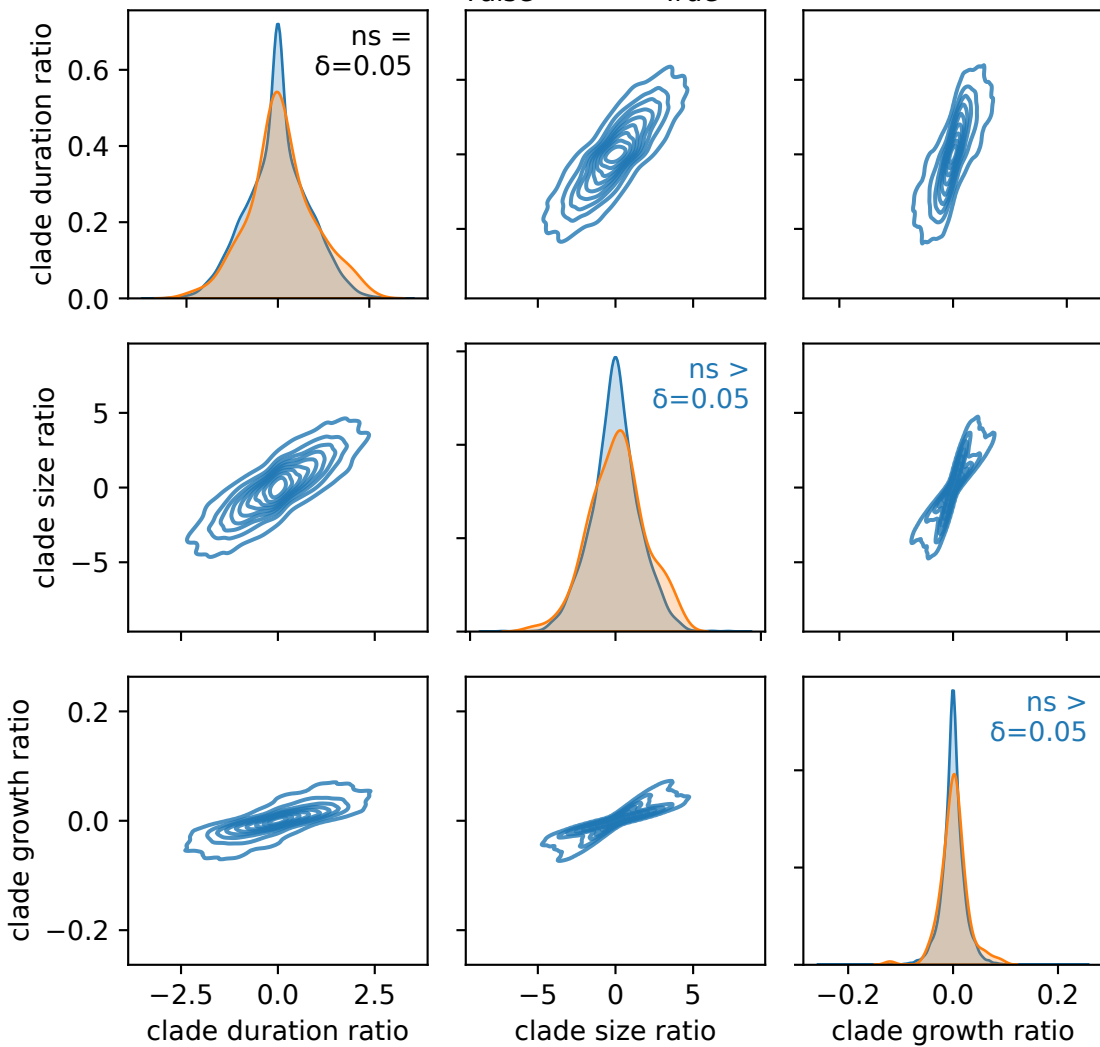 clade duration ratio
0.6
0.4
0.2
0.0
ns =
δ=0.05
clade size ratio
5
0
−5
ns >
δ=0.05
clade growth ratio
0.2
0.0
−0.2
ns >
δ=0.05
−2.5 0.0 2.5
clade duration ratio
−5 0 5
clade size ratio
−0.2 0.0 0.2
clade growth ratio